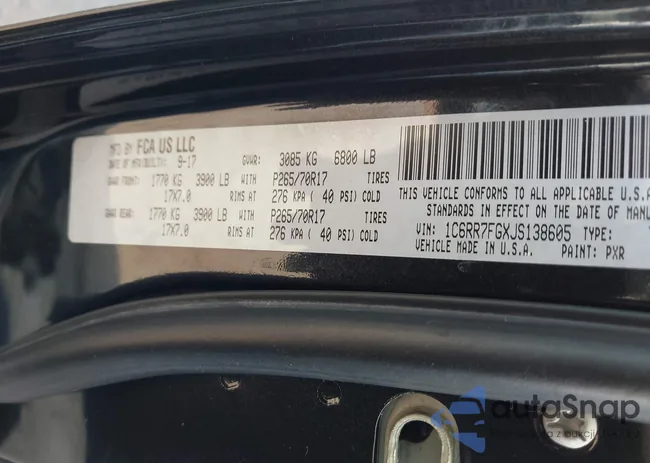 MFD BY FCA US LLC
DATE OF MFR(BUILT): 9-17 GVWR: 3085 KG 6800 LB
GAWR FRONT: 1770 KG 3900 LB WITH P265/70R17 TIRES
17X7.0 RIMS AT 276 KPA ( 40 PSI) COLD
GAWR REAR: 1770 KG 3900 LB WITH P265/70R17 TIRES
17X7.0 RIMS AT 276 KPA ( 40 PSI) COLD
THIS VEHICLE CONFORMS TO ALL APPLICABLE U.S.A
STANDARDS IN EFFECT ON THE DATE OF MANU
VIN: 1C6RR7FGXJS138605 TYPE:
VEHICLE MADE IN U.S.A. PAINT: PXR
autoSnap